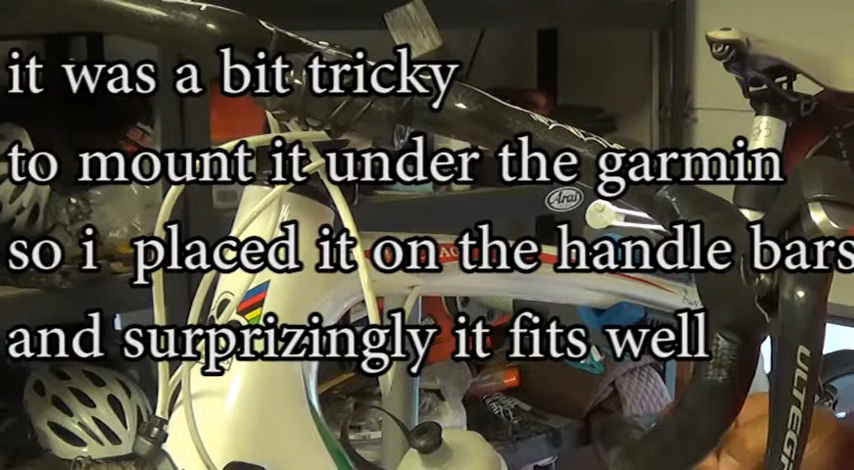 it was a bit tricky
to mount it under the garmin
Arai
so i placed it on the handle bars
and surprizingly it fits well
ULTEGR